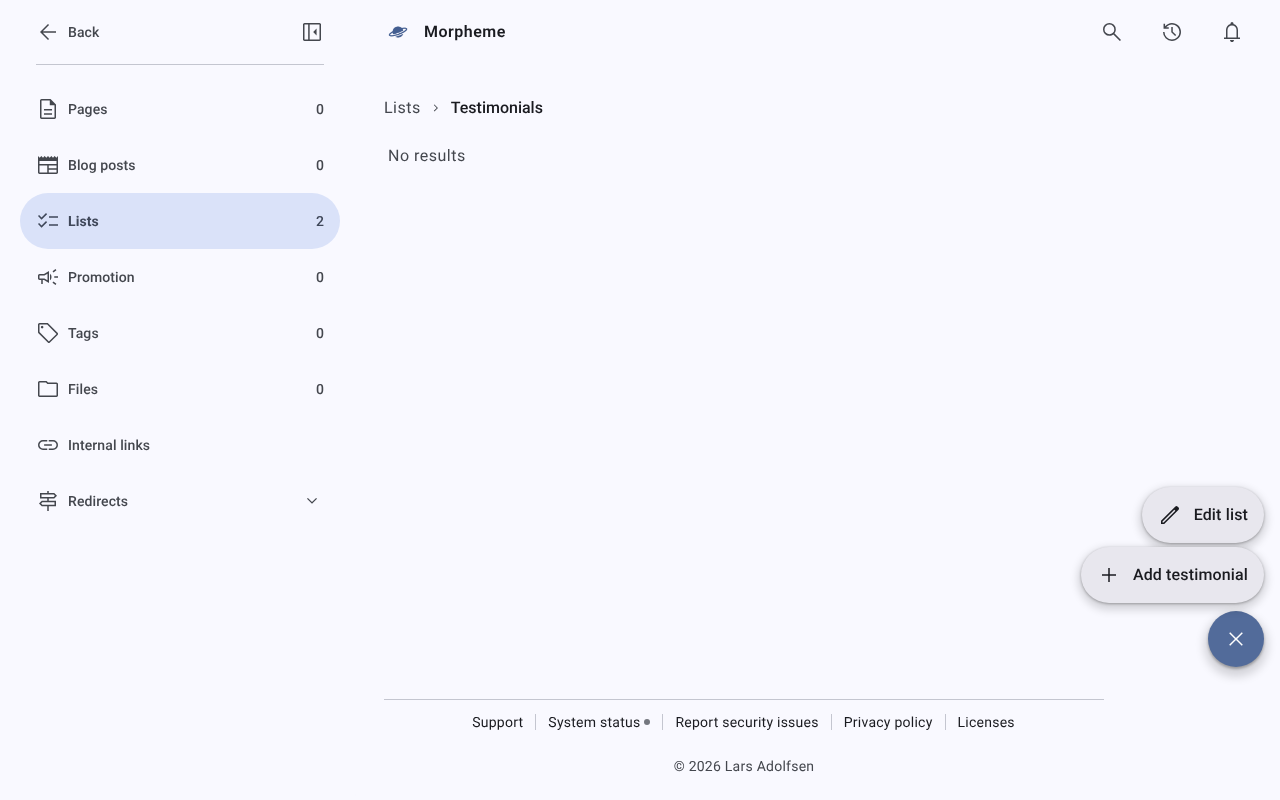 Back
Morpheme
Pages 0
Blog posts 0
Lists 2
Promotion 0
Tags 0
Files 0
Internal links
Redirects
Lists › Testimonials
No results
Edit list
Add testimonial
Support
System status
Report security issues
Privacy policy
Licenses
© 2026 Lars Adolfsen